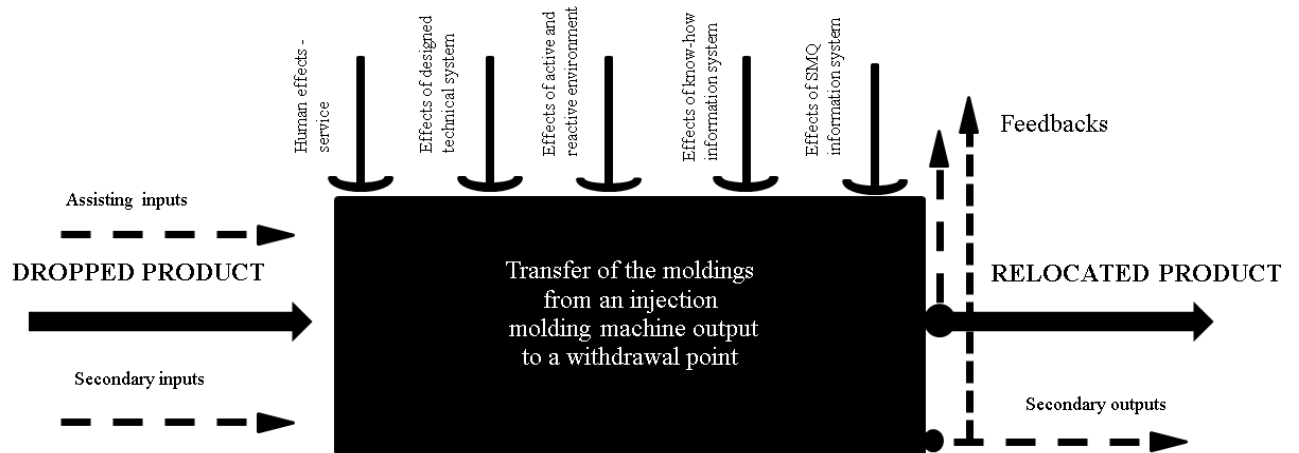 Human effects -
service
Effects of designed
technical system
Effects of active and
reactive environment
Effects of know-how
information system
Effects of SMQ
information system
Feedbacks
Assisting inputs
DROPPED PRODUCT
Secondary inputs
Transfer of the moldings
from an injection
molding machine output
to a withdrawal point
RELOCATED PRODUCT
Secondary outputs